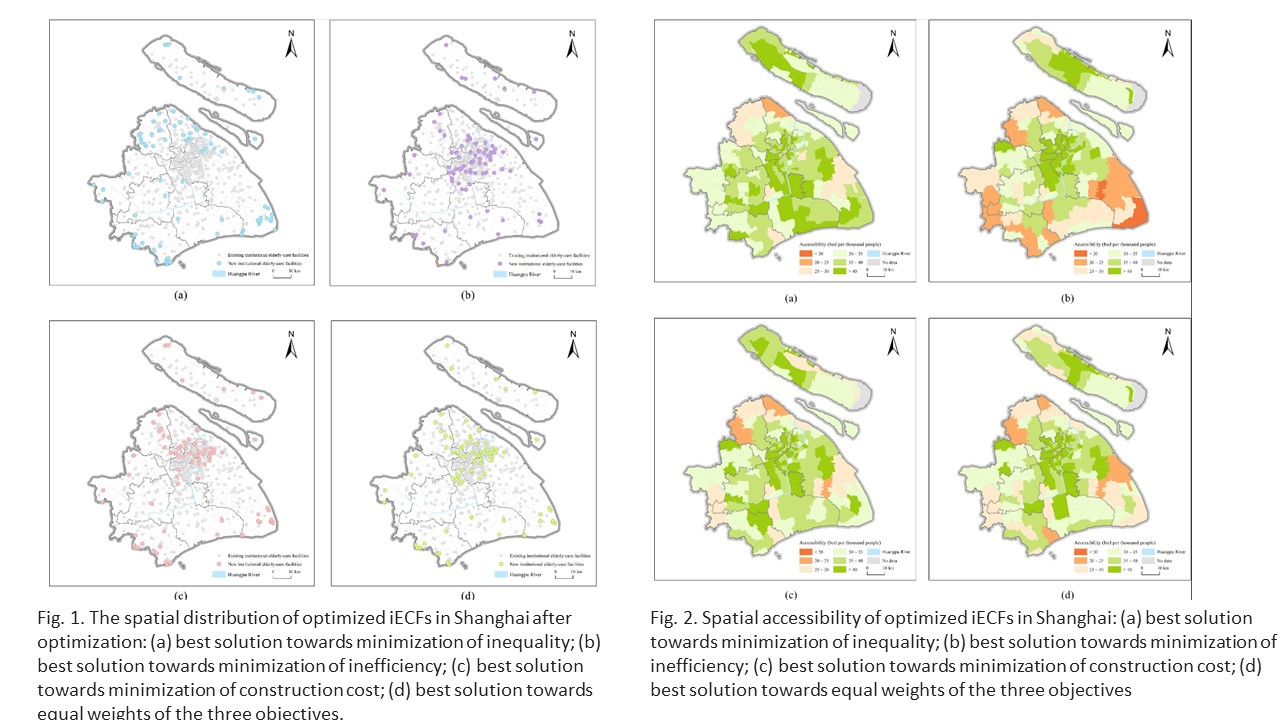 N
Existing institutional elderly-care facilities
New institutional elderly-care facilities
Huangpu River
0 10 km
(a)
N
Existing institutional elderly-care facilities
New institutional elderly-care facilities
Huangpu River
0 10 km
(b)
N
Existing institutional elderly-care facilities
New institutional elderly-care facilities
Huangpu River
0 10 km
(c)
N
Existing institutional elderly-care facilities
New institutional elderly-care facilities
Huangpu River
0 10 km
(d)
Fig. 1. The spatial distribution of optimized iECFs in Shanghai after
optimization: (a) best solution towards minimization of inequality; (b)
best solution towards minimization of inefficiency; (c) best solution
towards minimization of construction cost; (d) best solution towards
equal weights of the three objectives.
N
Accessibility (bed per thousand people)
< 20 30 - 35 Huangpu River
20 - 25 35 - 40 No data
25 - 30 > 40 0 10 km
(a)
N
Accessibility (bed per thousand people)
< 20 30 - 35 Huangpu River
20 - 25 35 - 40 No data
25 - 30 > 40 0 10 km
(b)
N
Accessibility (bed per thousand people)
< 20 30 - 35 Huangpu River
20 - 25 35 - 40 No data
25 - 30 > 40 0 10 km
(c)
N
Accessibility (bed per thousand people)
< 20 30 - 35 Huangpu River
20 - 25 35 - 40 No data
25 - 30 > 40 0 10 km
(d)
Fig. 2. Spatial accessibility of optimized iECFs in Shanghai: (a) best solution
towards minimization of inequality; (b) best solution towards minimization of
inefficiency; (c) best solution towards minimization of construction cost; (d)
best solution towards equal weights of the three objectives